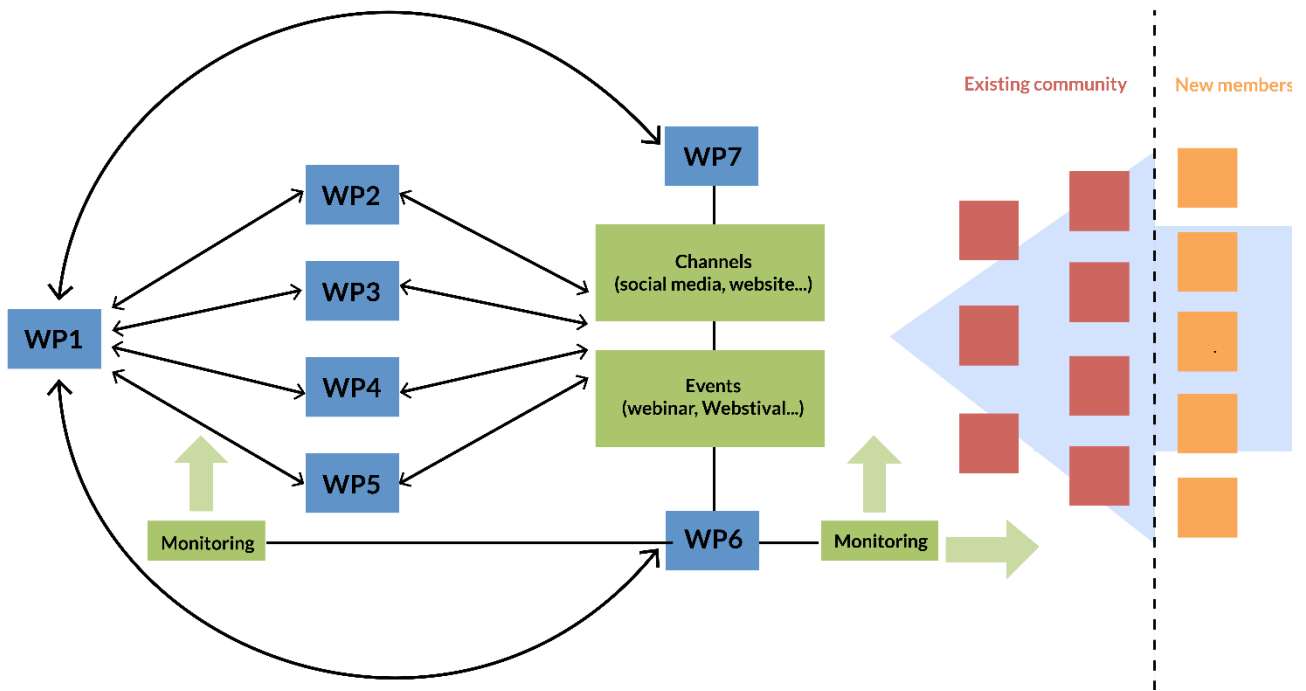 Existing community
New members
WP7
WP2
Channels
(social media, website...)
WP3
WP1
WP4
Events
(webinar, Webstival...)
WP5
Monitoring
WP6
Monitoring